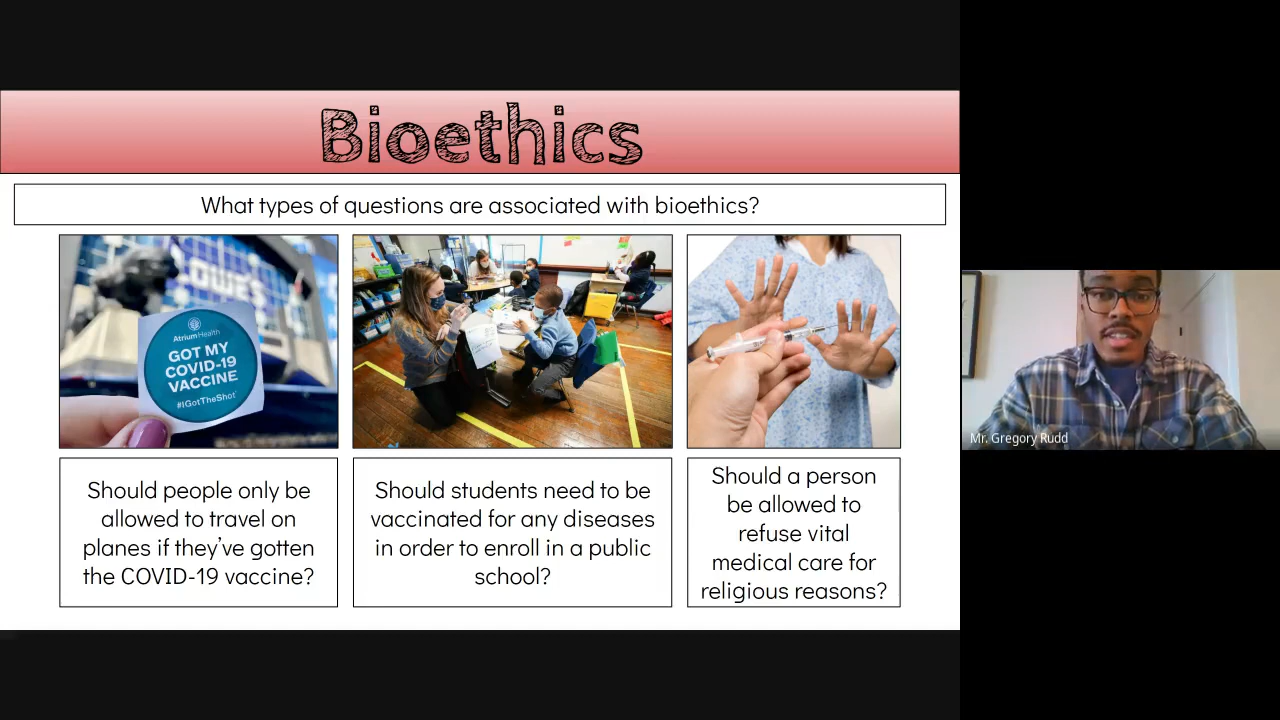 Bioethics
What types of questions are associated with bioethics?
LOWE'S
Atrium Health
GOT MY
COVID-19
VACCINE
#IGotTheShot
Should people only be
allowed to travel on
planes if they've gotten
the COVID-19 vaccine?
Should students need to be
vaccinated for any diseases
in order to enroll in a public
school?
Should a person
be allowed to
refuse vital
medical care for
religious reasons?
Mr. Gregory Rudd